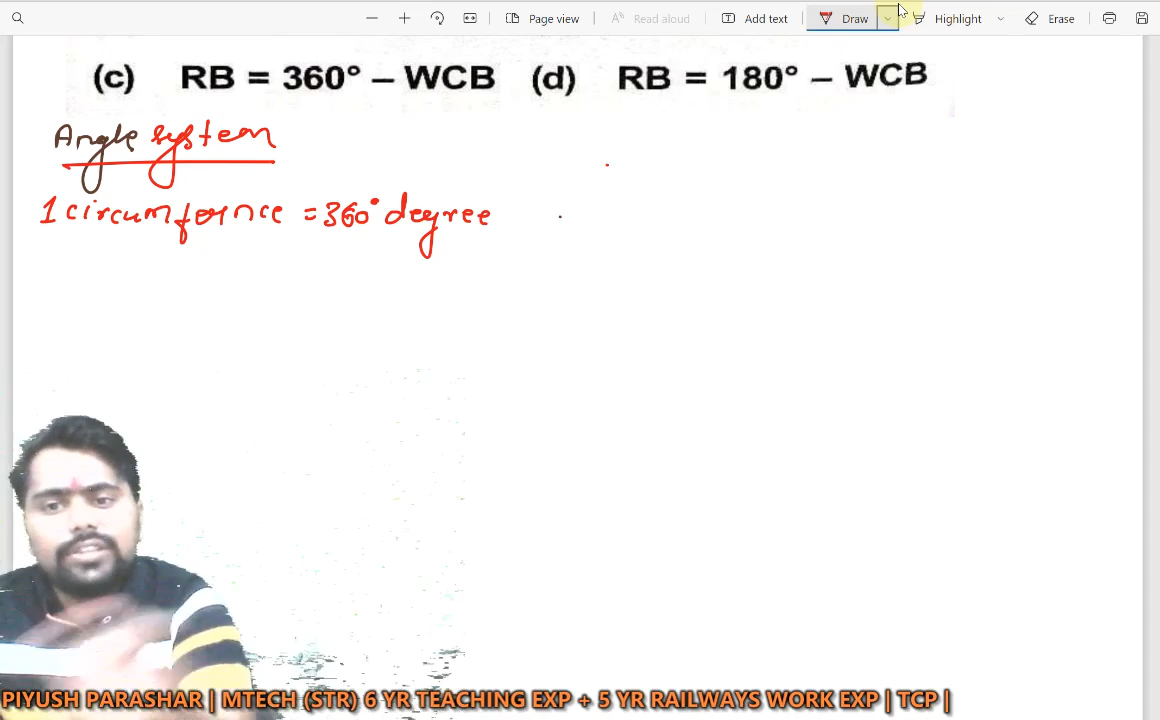 Page view Read aloud Add text Draw Highlight Erase
(c) RB = 360° – WCB (d) RB = 180° – WCB
Angle system
1 circumfernce = 360° degree
PIYUSH PARASHAR | MTECH (STR) 6 YR TEACHING EXP + 5 YR RAILWAYS WORK EXP | TCP |